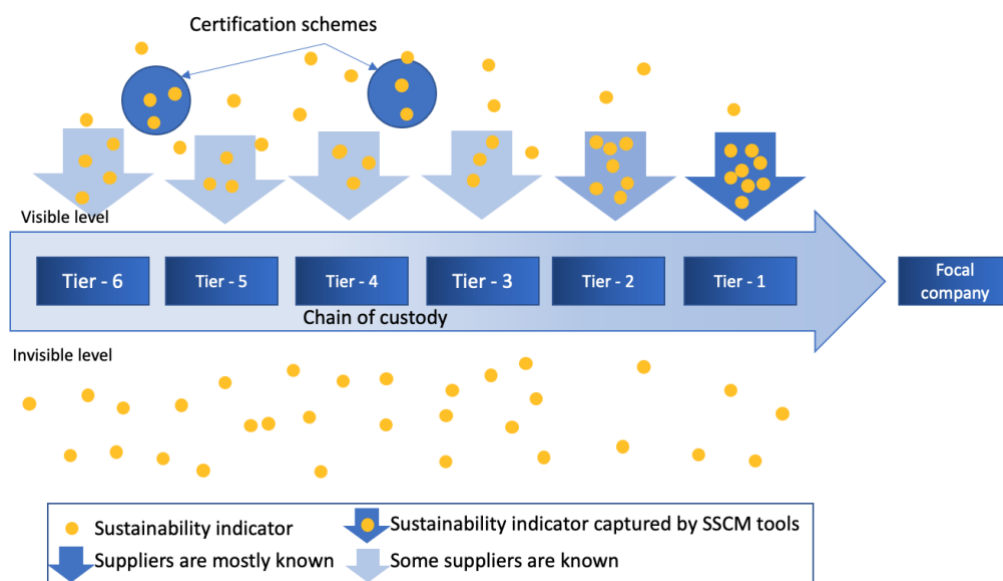 Certification schemes
Visible level
Tier - 6
Tier - 5
Tier - 4
Tier - 3
Tier - 2
Tier - 1
Focal
company
Chain of custody
Invisible level
Sustainability indicator
Sustainability indicator captured by SSCM tools
Suppliers are mostly known
Some suppliers are known